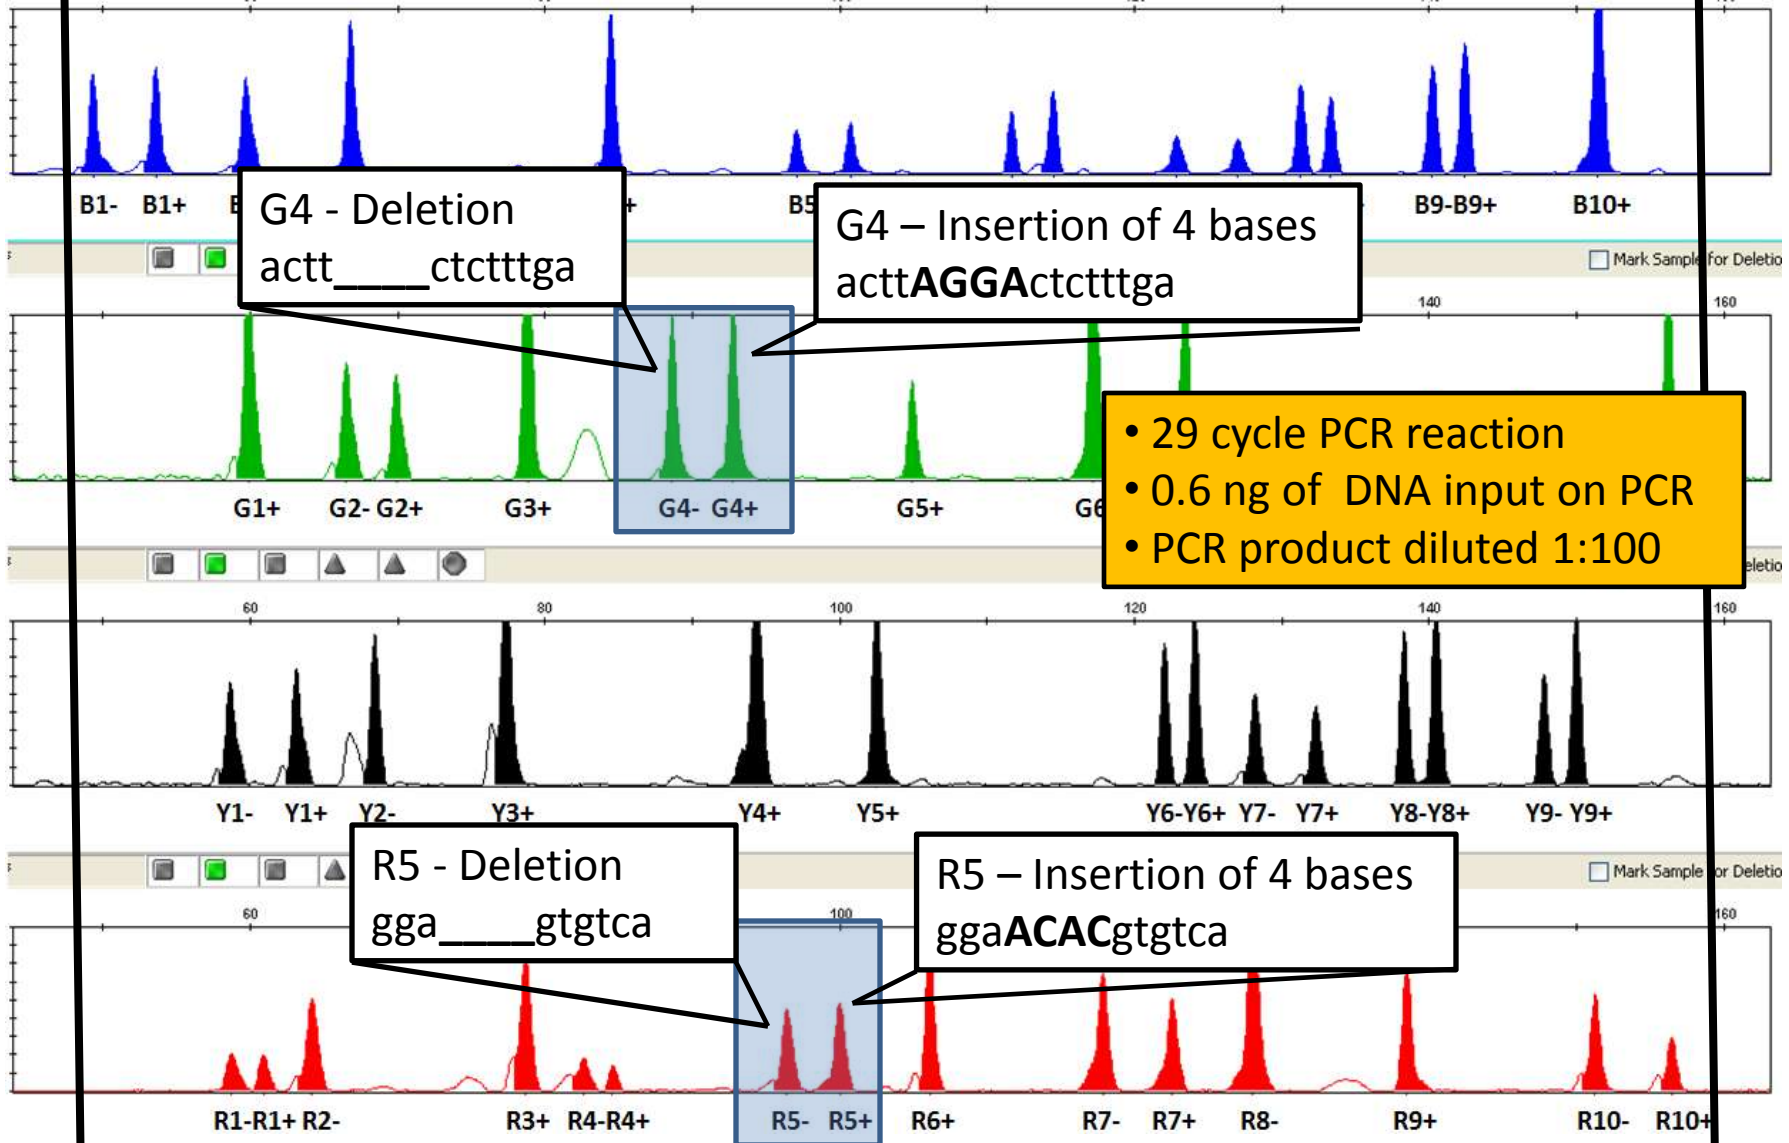 B1- B1+
B5
B9-B9+
B10+
G4 - Deletion
actt____ctctttga
G4 – Insertion of 4 bases
acttAGGActctttga
Mark Sample for Deletio
140 160
G1+ G2- G2+ G3+ G4- G4+ G5+ G6
• 29 cycle PCR reaction
• 0.6 ng of DNA input on PCR
• PCR product diluted 1:100
eletio
60 80 100 120 140 160
Y1- Y1+ Y2- Y3+ Y4+ Y5+ Y6-Y6+ Y7- Y7+ Y8-Y8+ Y9- Y9+
R5 - Deletion
gga____gtgtca
R5 – Insertion of 4 bases
ggaACACgtgtca
Mark Sample for Deletio
60 100 160
R1-R1+ R2- R3+ R4-R4+ R5- R5+ R6+ R7- R7+ R8- R9+ R10- R10+